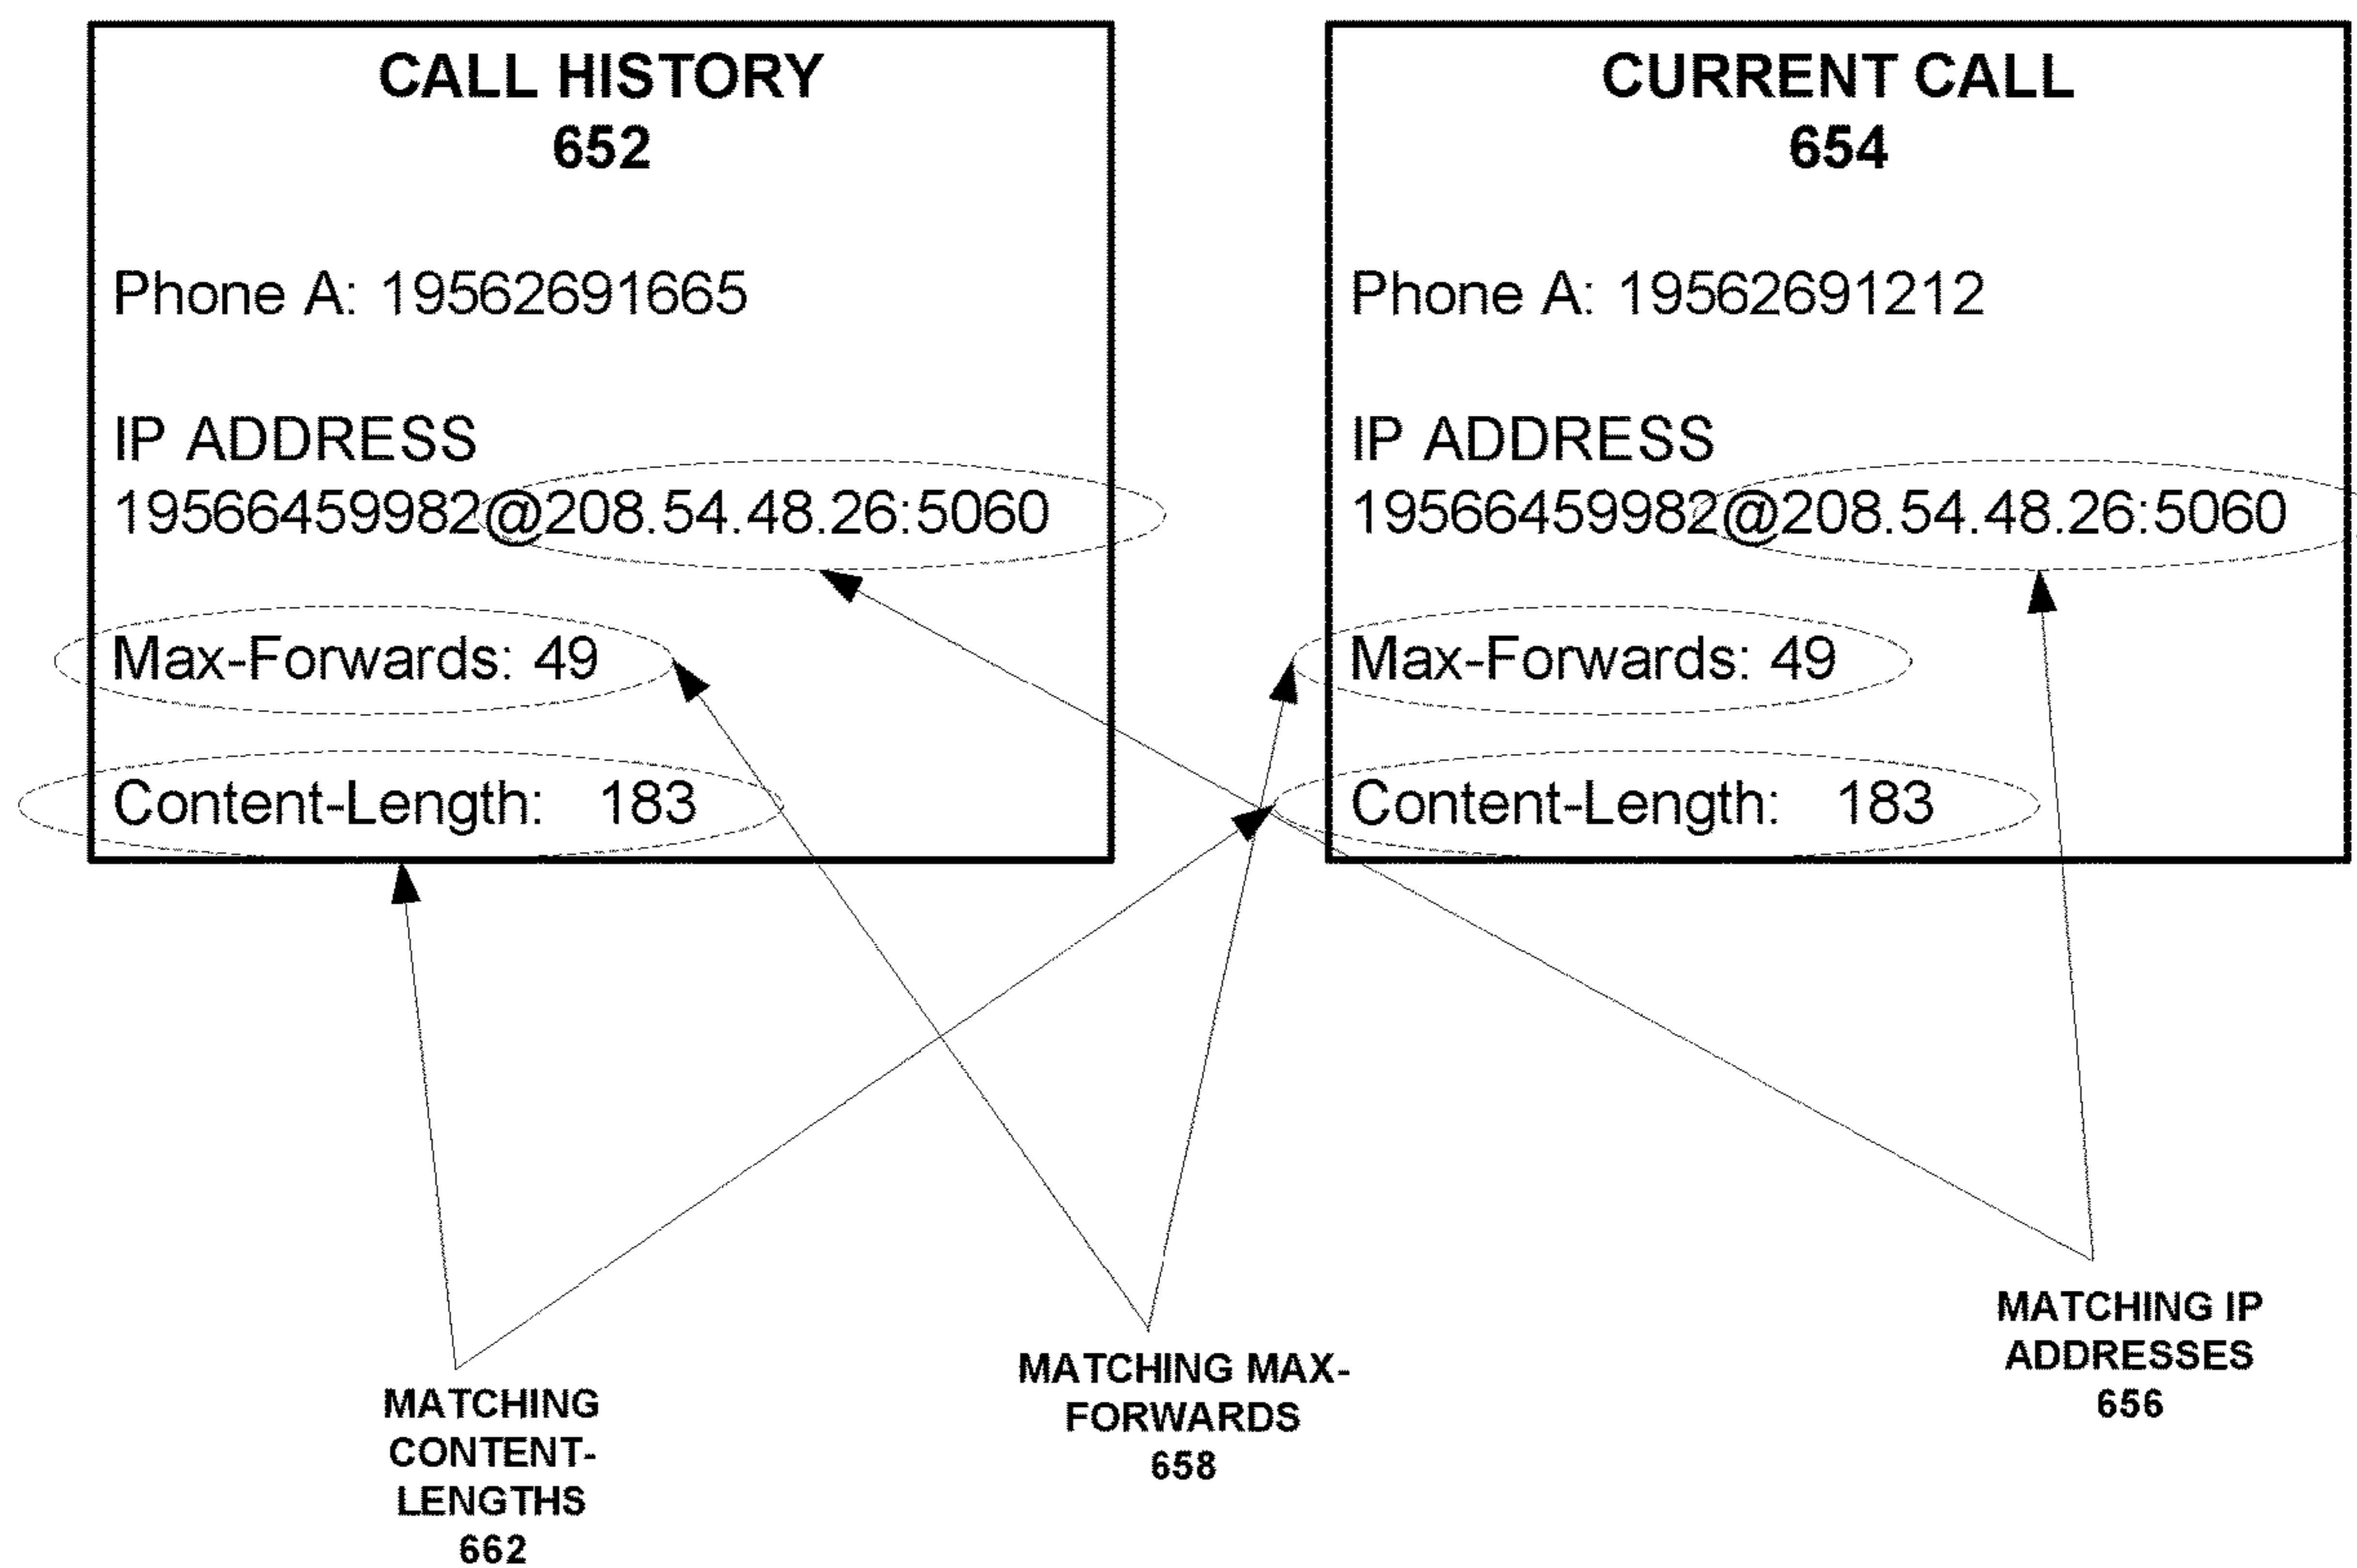 CALL HISTORY
652
Phone A: 19562691665
IP ADDRESS
19566459982@208.54.48.26:5060
Max-Forwards: 49
Content-Length: 183
CURRENT CALL
654
Phone A: 19562691212
IP ADDRESS
19566459982@208.54.48.26:5060
Max-Forwards: 49
Content-Length: 183
MATCHING
CONTENT-
LENGTHS
662
MATCHING MAX-
FORWARDS
658
MATCHING IP
ADDRESSES
656